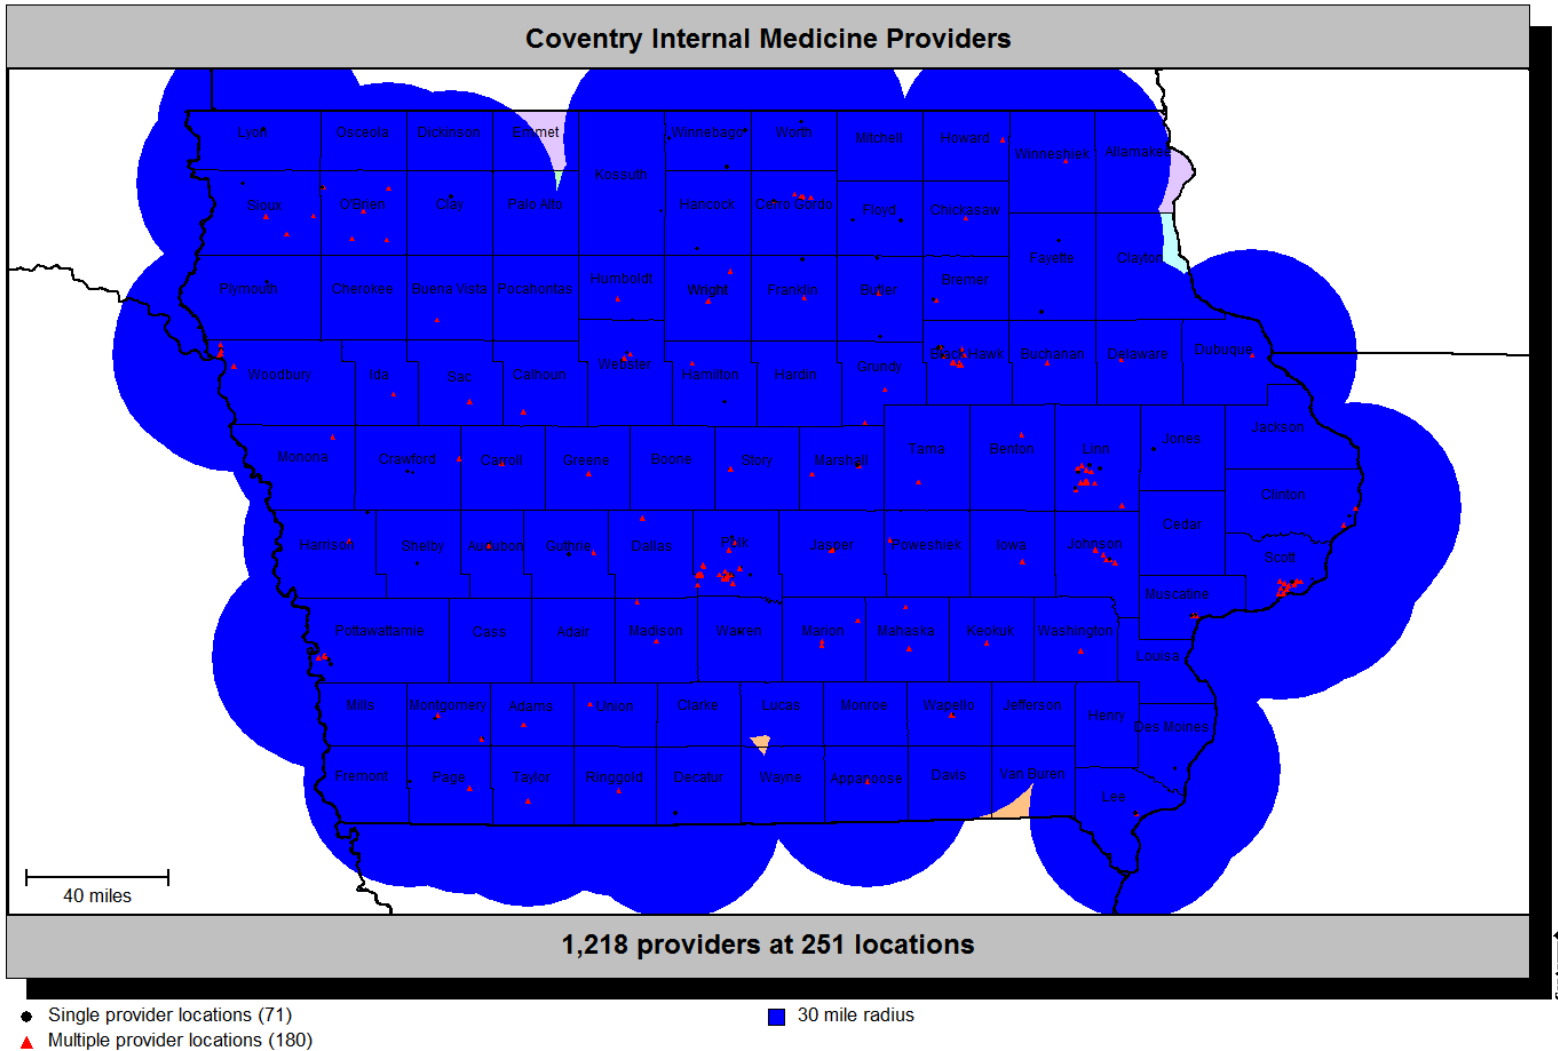 Coventry Internal Medicine Providers
Lyon Osceola Dickinson Emmet Winnebago Worth Mitchell Howard Winneshiek Allamakee
Kossuth
Sioux O'Brien Clay Palo Alto Hancock Cerro Gordo Floyd Chickasaw
Fayette Clayton
Plymouth Cherokee Buena Vista Pocahontas Humboldt Wright Franklin Butler Bremer
Woodbury Ida Sac Calhoun Webster Hamilton Hardin Grundy Black Hawk Buchanan Delaware Dubuque
Monona Crawford Carroll Greene Boone Story Marshall Tama Benton Linn Jones Jackson
Clinton
Harrison Shelby Audubon Guthrie Dallas Polk Jasper Poweshiek Iowa Johnson Cedar Scott
Muscatine
Pottawattamie Cass Adair Madison Warren Marion Mahaska Keokuk Washington Louisa
Mills Montgomery Adams Union Clarke Lucas Monroe Wapello Jefferson Henry Des Moines
Fremont Page Taylor Ringgold Decatur Wayne Appanoose Davis Van Buren Lee
40 miles
1,218 providers at 251 locations
Single provider locations (71)
30 mile radius
Multiple provider locations (180)